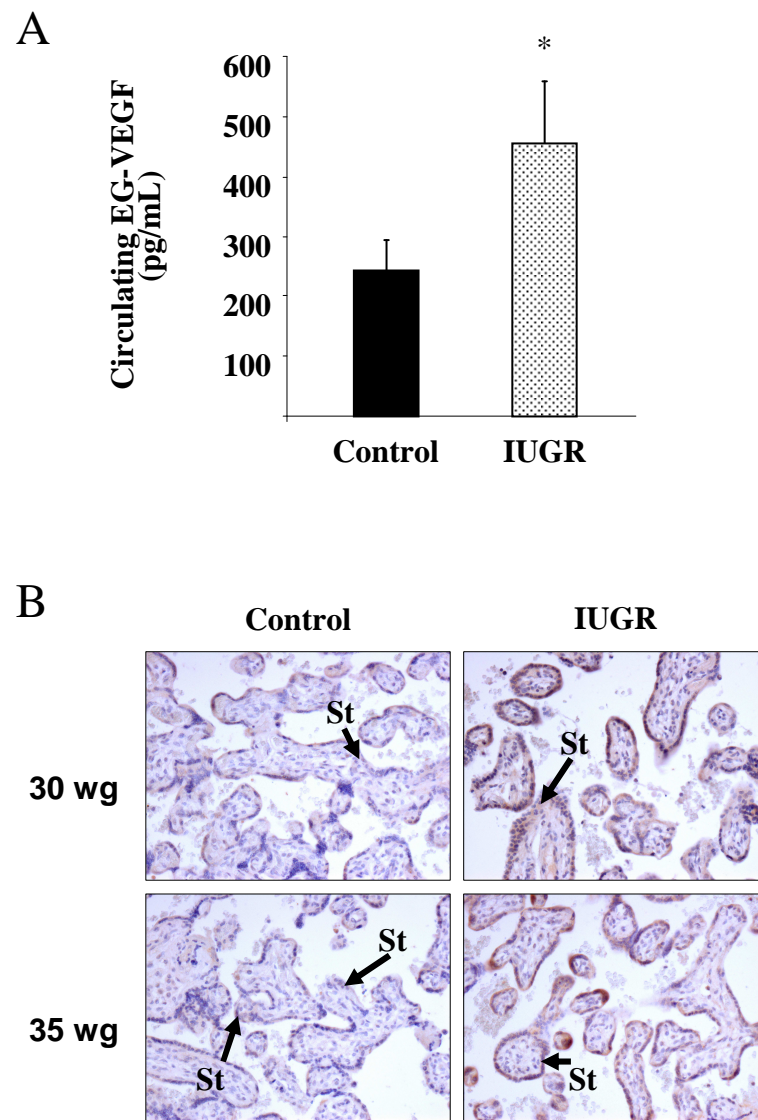 A
*
600
500
400
300
200
100
Circulating EG-VEGF
(pg/mL)
Control IUGR
B
Control IUGR
30 wg
St
St
35 wg
St
St
St